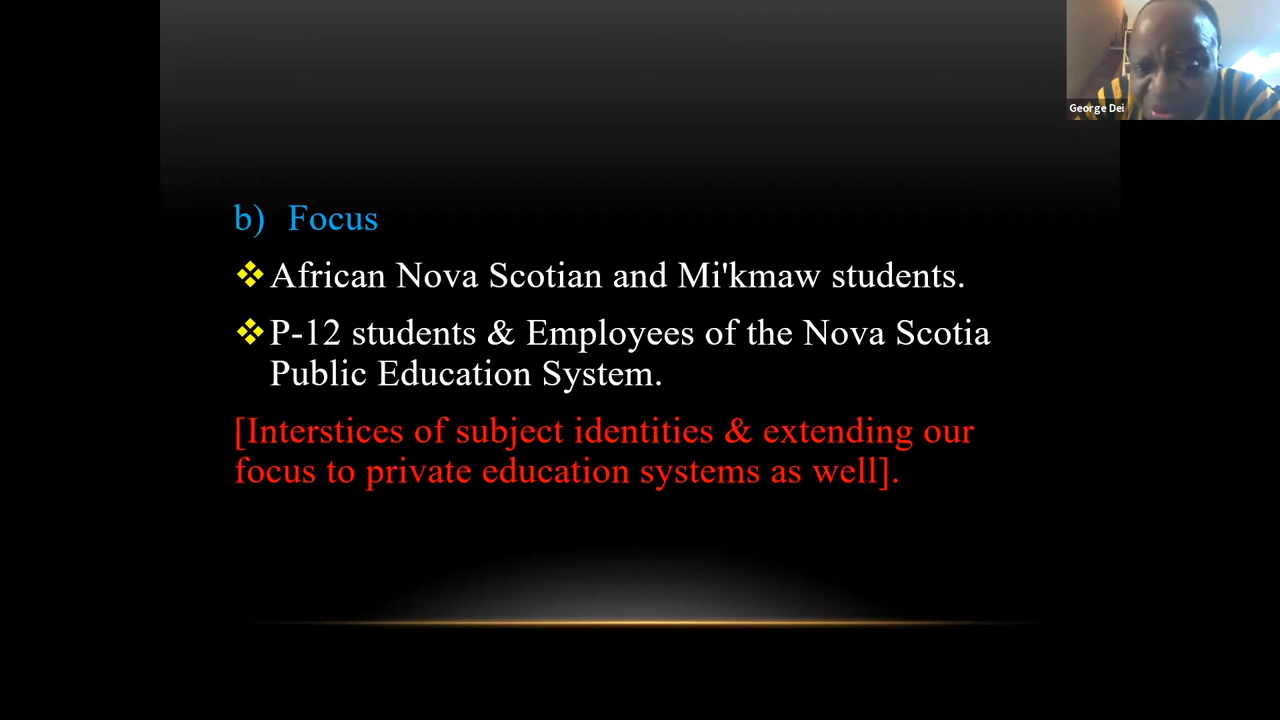 George Dei
b) Focus
❖African Nova Scotian and Mi'kmaw students.
❖P-12 students & Employees of the Nova Scotia
Public Education System.
[Interstices of subject identities & extending our
focus to private education systems as well].